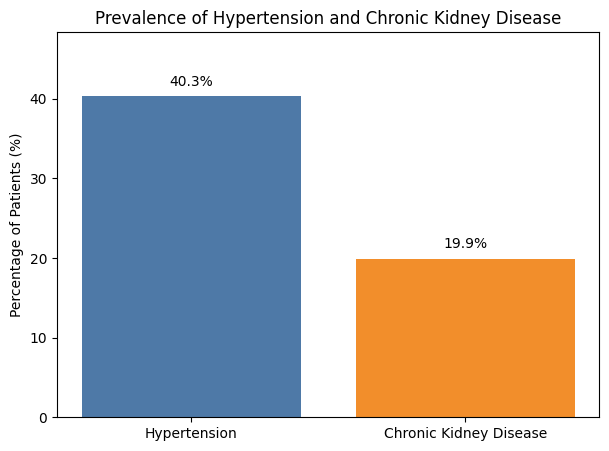 Prevalence of Hypertension and Chronic Kidney Disease
Percentage of Patients (%)
40
30
20
10
0
40.3%
19.9%
Hypertension
Chronic Kidney Disease